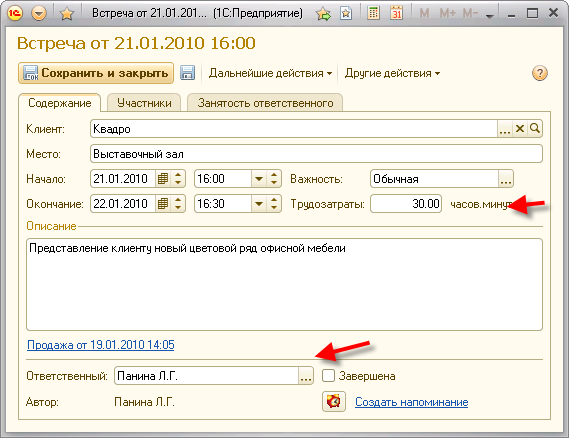 Встреча от 21.01.201... (1С:Предприятие)
M M+ M-
Встреча от 21.01.2010 16:00
Сохранить и закрыть Дальнейшие действия Другие действия ?
Содержание Участники Занятость ответственного
Клиент: Квадро ...
Место: Выставочный зал
Начало: 21.01.2010 16:00 Важность: Обычная ...
Окончание: 22.01.2010 16:30 Трудозатраты: 30.00 часов.минут
Описание
Представление клиенту новый цветовой ряд офисной мебели
Продажа от 19.01.2010 14:05
Ответственный: Панина Л.Г. ... Завершена
Автор: Панина Л.Г. Создать напоминание